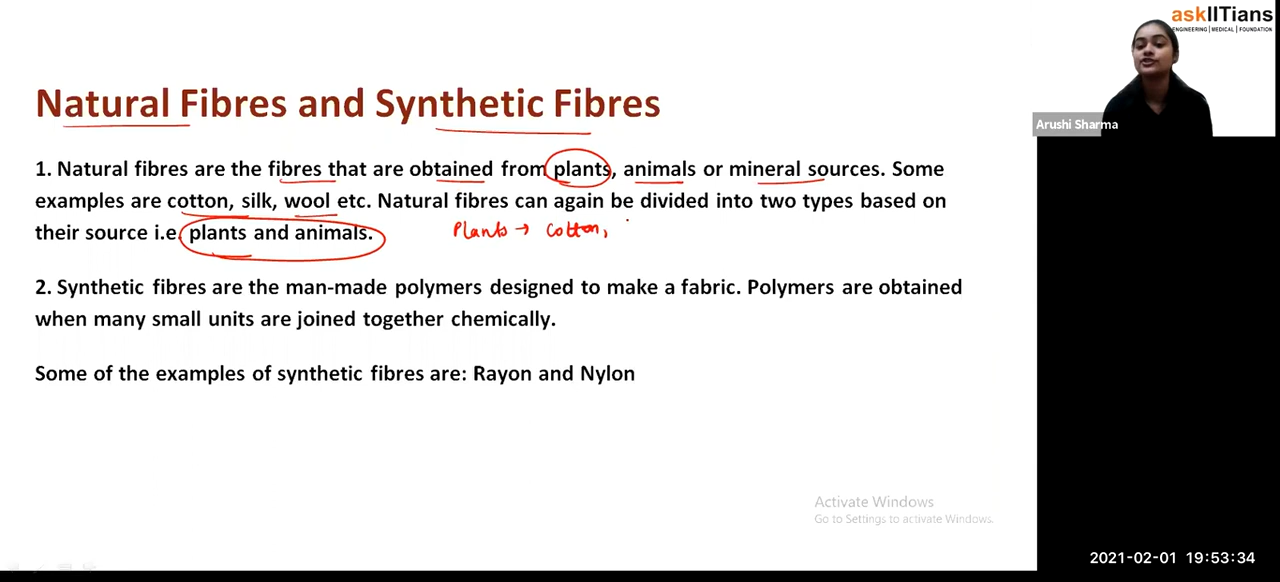 askIITians
ENGINEERING | MEDICAL | FOUNDATION
Arushi Sharma
Natural Fibres and Synthetic Fibres
1. Natural fibres are the fibres that are obtained from plants, animals or mineral sources. Some
examples are cotton, silk, wool etc. Natural fibres can again be divided into two types based on
their source i.e. plants and animals.
Plants → Cotton,
2. Synthetic fibres are the man-made polymers designed to make a fabric. Polymers are obtained
when many small units are joined together chemically.
Some of the examples of synthetic fibres are: Rayon and Nylon
Activate Windows
Go to Settings to activate Windows.
2021-02-01 19:53:34